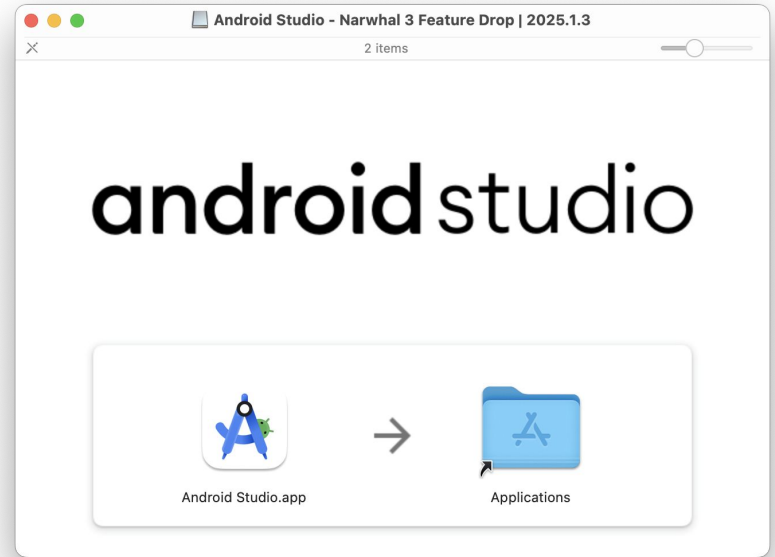 Android Studio - Narwhal 3 Feature Drop | 2025.1.3
2 items
android studio
Android Studio.app
Applications